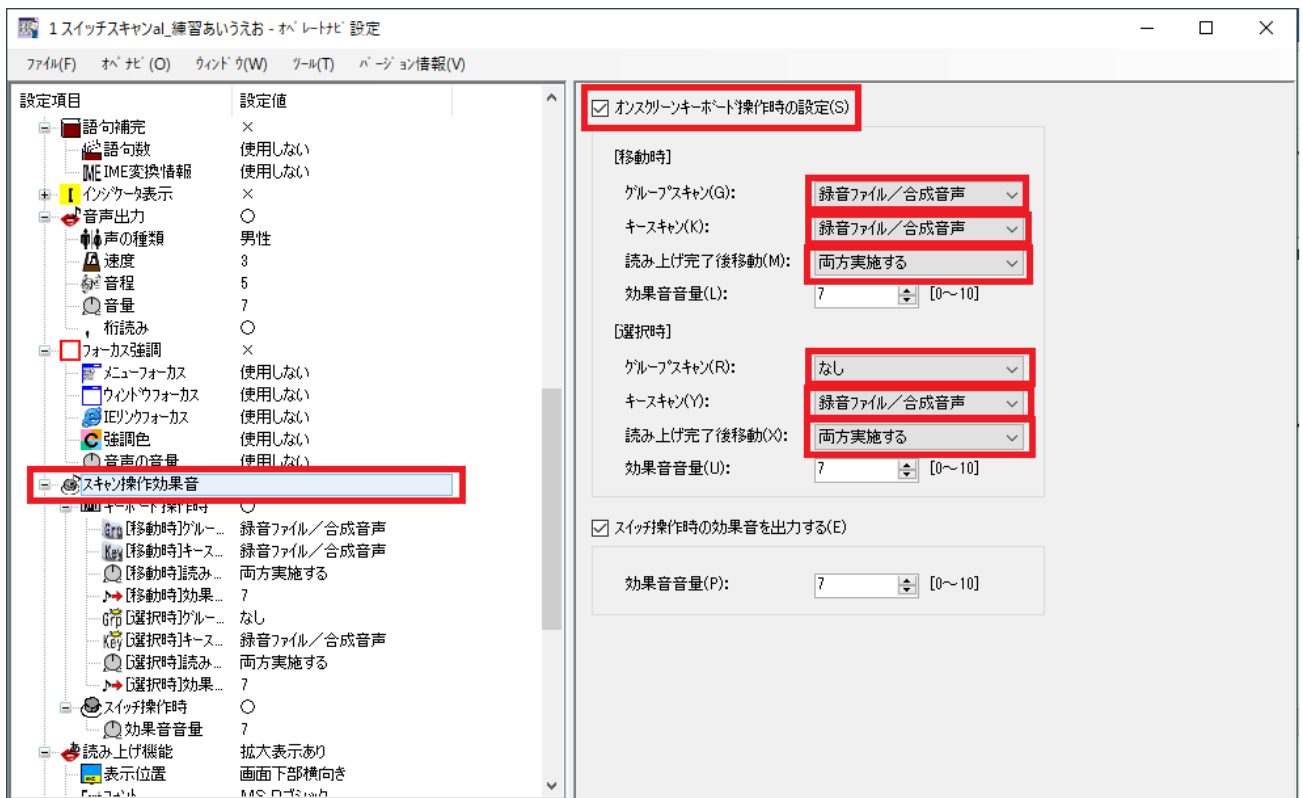 1 スイッチスキャンal_練習あいうえお - オペレートナビ 設定
ファイル(F) オペナビ(O) ウィンドウ(W) ツール(T) バージョン情報(V)
設定項目 設定値
語句補完 ×
語句数 使用しない
IME変換情報 使用しない
インジケータ表示 ×
音声出力 ○
声の種類 男性
速度 3
音程 5
音量 7
桁読み ○
フォーカス強調 ×
メニューフォーカス 使用しない
ウィンドウフォーカス 使用しない
IEリンクフォーカス 使用しない
強調色 使用しない
音声の音量 使用しない
スキャン操作効果音
キーボード操作時 ○
[移動時]グルー... 録音ファイル／合成音声
[移動時]キース... 録音ファイル／合成音声
[移動時]読み... 両方実施する
[移動時]効果... 7
[選択時]グルー... なし
[選択時]キース... 録音ファイル／合成音声
[選択時]読み... 両方実施する
[選択時]効果... 7
スイッチ操作時 ○
効果音音量 7
読み上げ機能 拡大表示あり
表示位置 画面下部横向き
オンスクリーンキーボード操作時の設定(S)
[移動時]
グループスキャン(G): 録音ファイル／合成音声
キースキャン(K): 録音ファイル／合成音声
読み上げ完了後移動(M): 両方実施する
効果音音量(L): 7 [0～10]
[選択時]
グループスキャン(R): なし
キースキャン(Y): 録音ファイル／合成音声
読み上げ完了後移動(X): 両方実施する
効果音音量(U): 7 [0～10]
スイッチ操作時の効果音を出力する(E)
効果音音量(P): 7 [0～10]